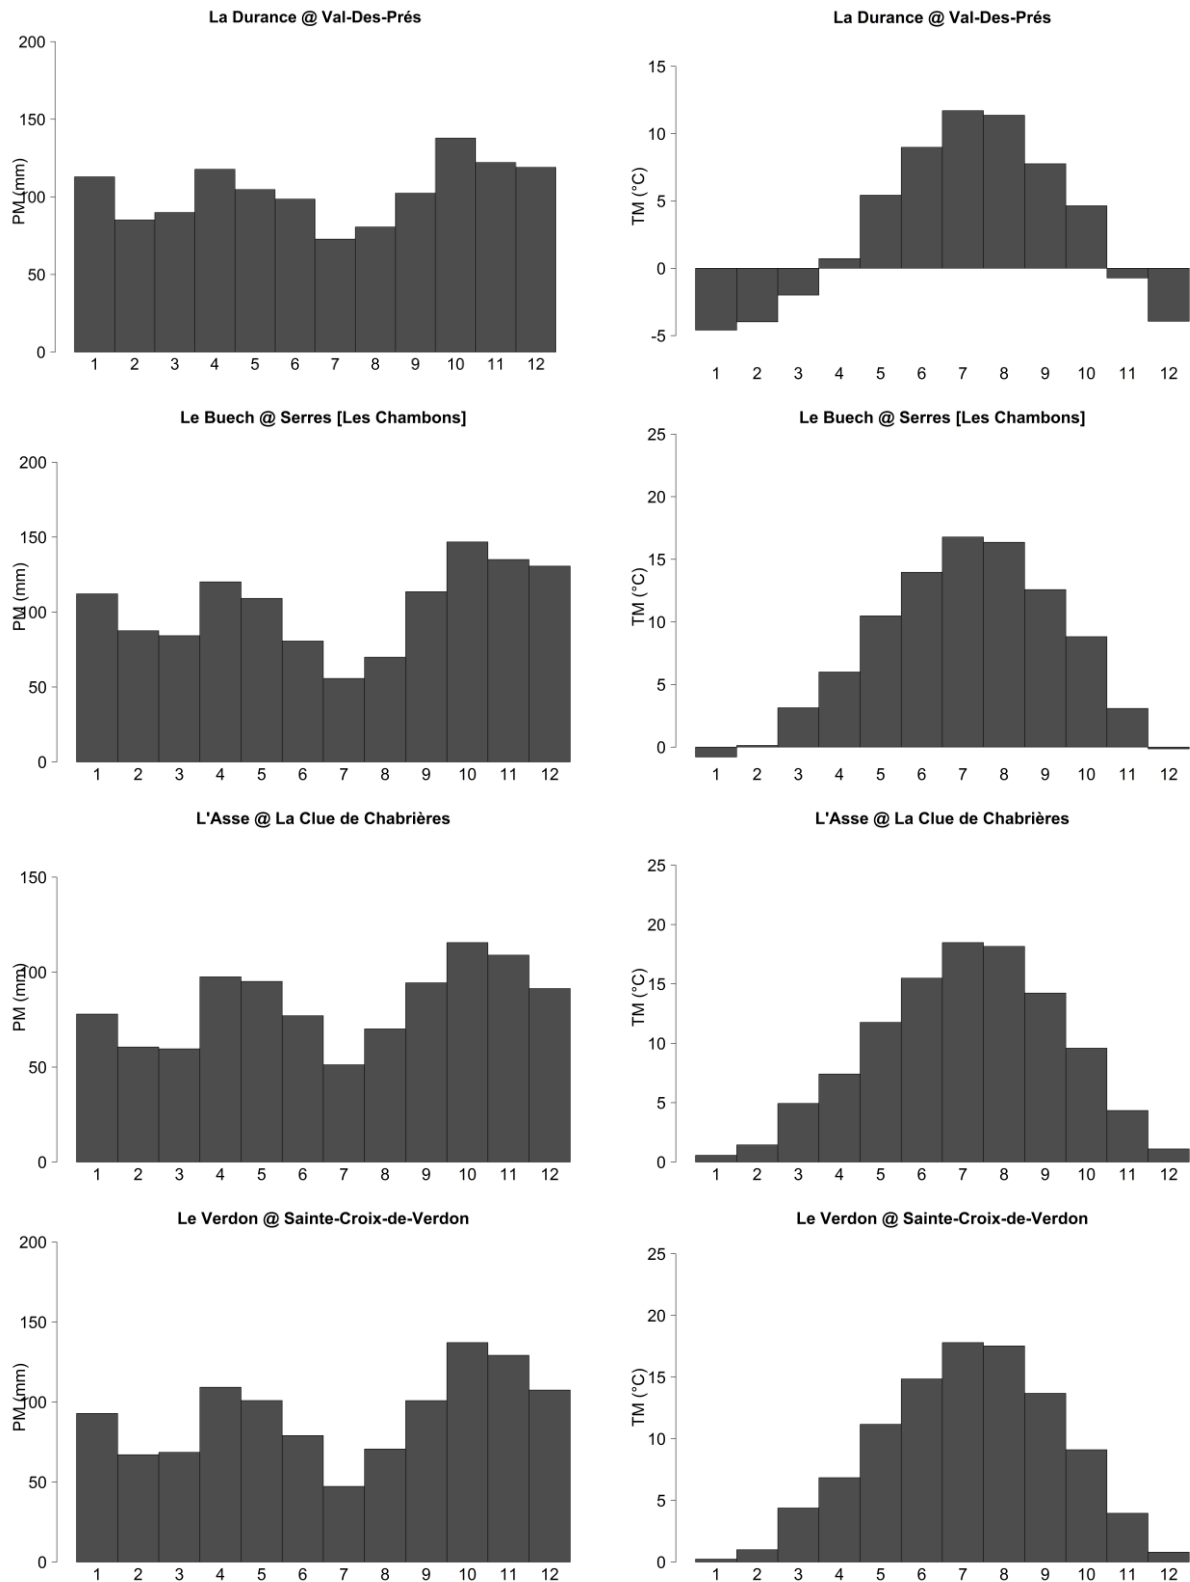 La Durance @ Val-Des-Prés
PM (mm)
200
150
100
50
0
1 2 3 4 5 6 7 8 9 10 11 12
La Durance @ Val-Des-Prés
TM (°C)
15
10
5
0
-5
1 2 3 4 5 6 7 8 9 10 11 12
Le Buech @ Serres [Les Chambons]
PM (mm)
200
150
100
50
0
1 2 3 4 5 6 7 8 9 10 11 12
Le Buech @ Serres [Les Chambons]
TM (°C)
25
20
15
10
5
0
1 2 3 4 5 6 7 8 9 10 11 12
L'Asse @ La Clue de Chabrières
PM (mm)
150
100
50
0
1 2 3 4 5 6 7 8 9 10 11 12
L'Asse @ La Clue de Chabrières
TM (°C)
25
20
15
10
5
0
1 2 3 4 5 6 7 8 9 10 11 12
Le Verdon @ Sainte-Croix-de-Verdon
PM (mm)
200
150
100
50
0
1 2 3 4 5 6 7 8 9 10 11 12
Le Verdon @ Sainte-Croix-de-Verdon
TM (°C)
25
20
15
10
5
0
1 2 3 4 5 6 7 8 9 10 11 12